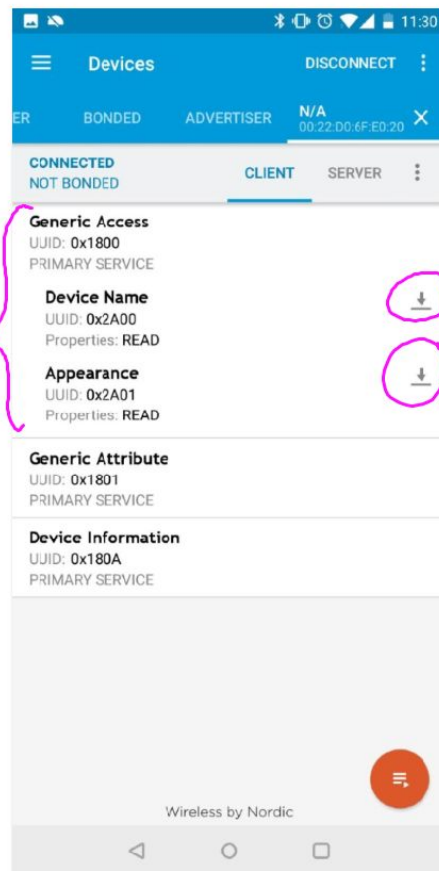 11:30
Devices
DISCONNECT
ER
BONDED
ADVERTISER
N/A
00:22:D0:6F:E0:20
CONNECTED
NOT BONDED
CLIENT
SERVER
Generic Access
UUID: 0x1800
PRIMARY SERVICE
Device Name
UUID: 0x2A00
Properties: READ
Appearance
UUID: 0x2A01
Properties: READ
Generic Attribute
UUID: 0x1801
PRIMARY SERVICE
Device Information
UUID: 0x180A
PRIMARY SERVICE
Wireless by Nordic